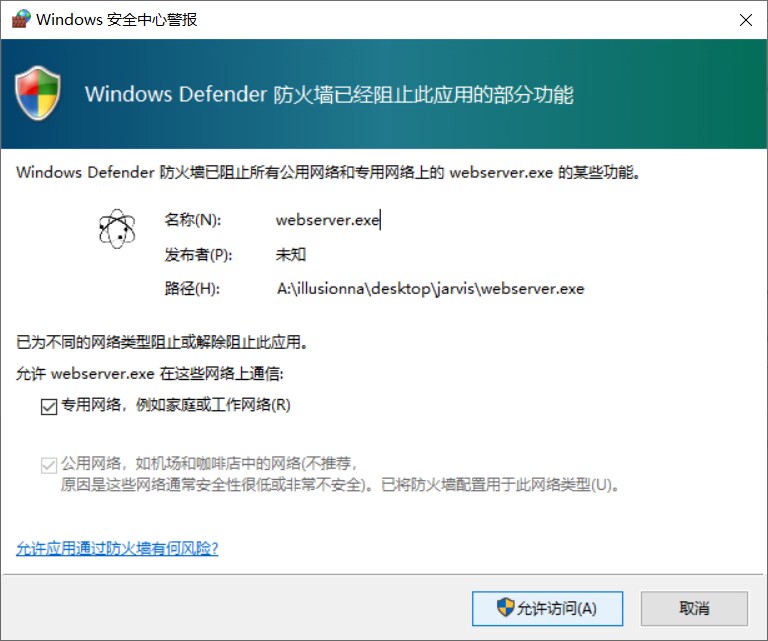 Windows 安全中心警报
Windows Defender 防火墙已经阻止此应用的部分功能
Windows Defender 防火墙已阻止所有公用网络和专用网络上的 webserver.exe 的某些功能。
名称(N): webserver.exe
发布者(P): 未知
路径(H): A:\illusionna\desktop\jarvis\webserver.exe
已为不同的网络类型阻止或解除阻止此应用。
允许 webserver.exe 在这些网络上通信:
专用网络，例如家庭或工作网络(R)
公用网络，如机场和咖啡店中的网络(不推荐，
原因是这些网络通常安全性很低或非常不安全)。已将防火墙配置用于此网络类型(U)。
允许应用通过防火墙有何风险?
允许访问(A)
取消